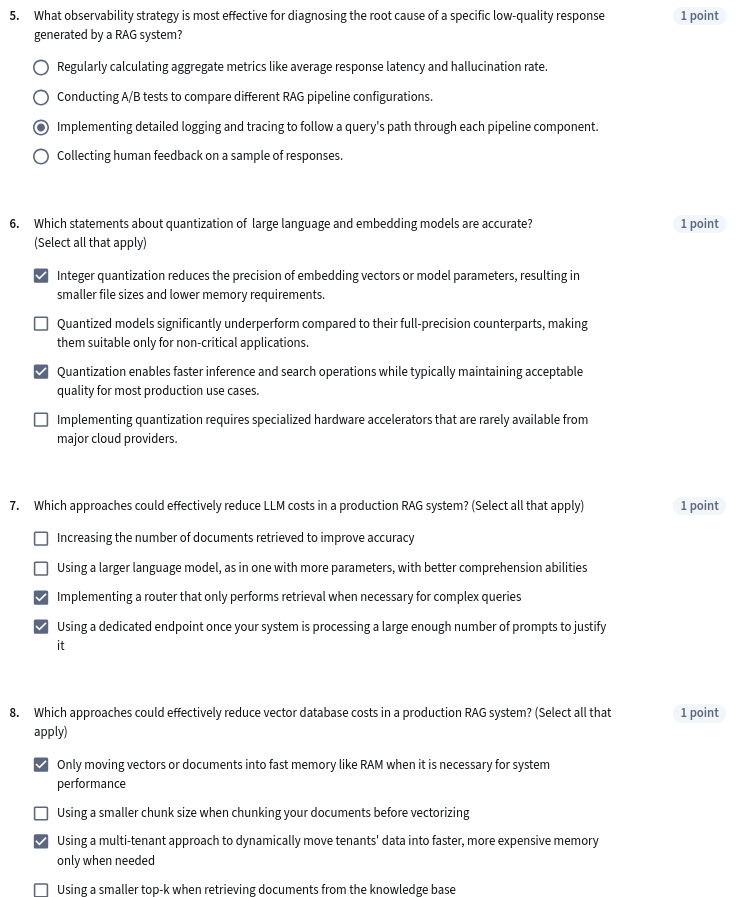 5. What observability strategy is most effective for diagnosing the root cause of a specific low-quality response 1 point
generated by a RAG system?
Regularly calculating aggregate metrics like average response latency and hallucination rate.
Conducting A/B tests to compare different RAG pipeline configurations.
Implementing detailed logging and tracing to follow a query's path through each pipeline component.
Collecting human feedback on a sample of responses.
6. Which statements about quantization of large language and embedding models are accurate? 1 point
(Select all that apply)
Integer quantization reduces the precision of embedding vectors or model parameters, resulting in
smaller file sizes and lower memory requirements.
Quantized models significantly underperform compared to their full-precision counterparts, making
them suitable only for non-critical applications.
Quantization enables faster inference and search operations while typically maintaining acceptable
quality for most production use cases.
Implementing quantization requires specialized hardware accelerators that are rarely available from
major cloud providers.
7. Which approaches could effectively reduce LLM costs in a production RAG system? (Select all that apply) 1 point
Increasing the number of documents retrieved to improve accuracy
Using a larger language model, as in one with more parameters, with better comprehension abilities
Implementing a router that only performs retrieval when necessary for complex queries
Using a dedicated endpoint once your system is processing a large enough number of prompts to justify
it
8. Which approaches could effectively reduce vector database costs in a production RAG system? (Select all that 1 point
apply)
Only moving vectors or documents into fast memory like RAM when it is necessary for system
performance
Using a smaller chunk size when chunking your documents before vectorizing
Using a multi-tenant approach to dynamically move tenants' data into faster, more expensive memory
only when needed
Using a smaller top-k when retrieving documents from the knowledge base